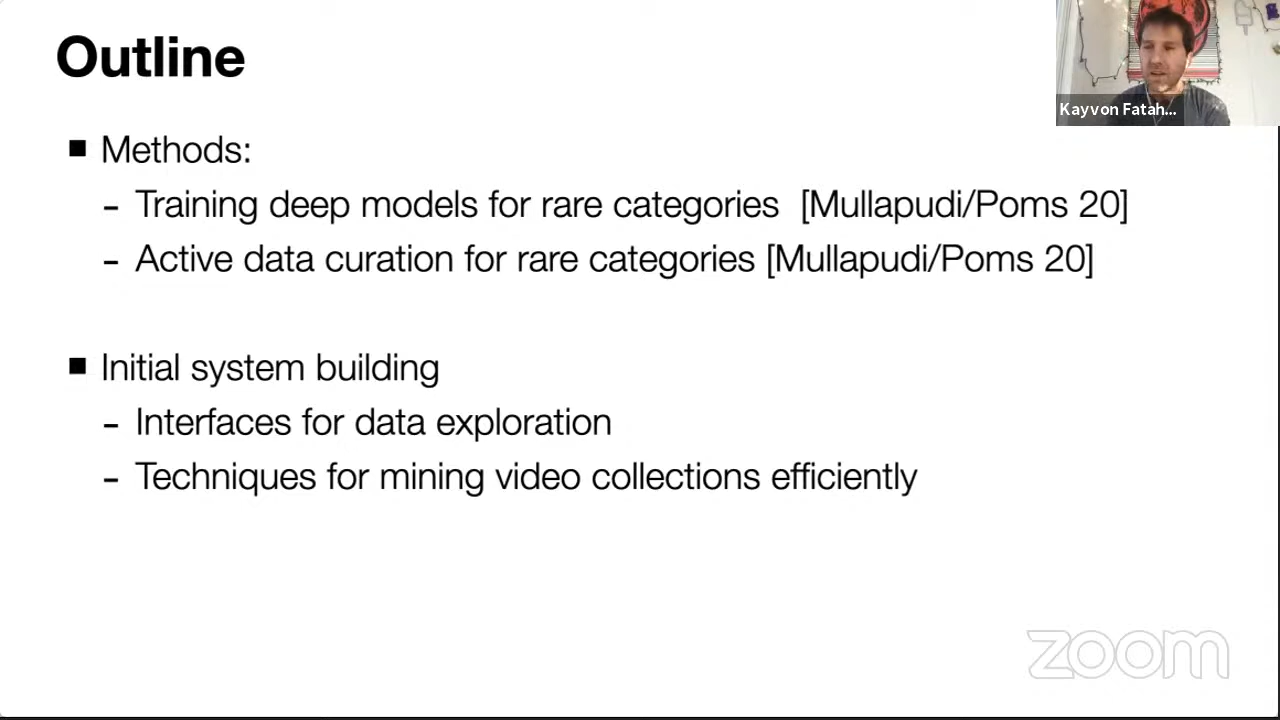 Outline
Kayvon Fatah...
■ Methods:
– Training deep models for rare categories [Mullapudi/Poms 20]
– Active data curation for rare categories [Mullapudi/Poms 20]
■ Initial system building
– Interfaces for data exploration
– Techniques for mining video collections efficiently
zoom